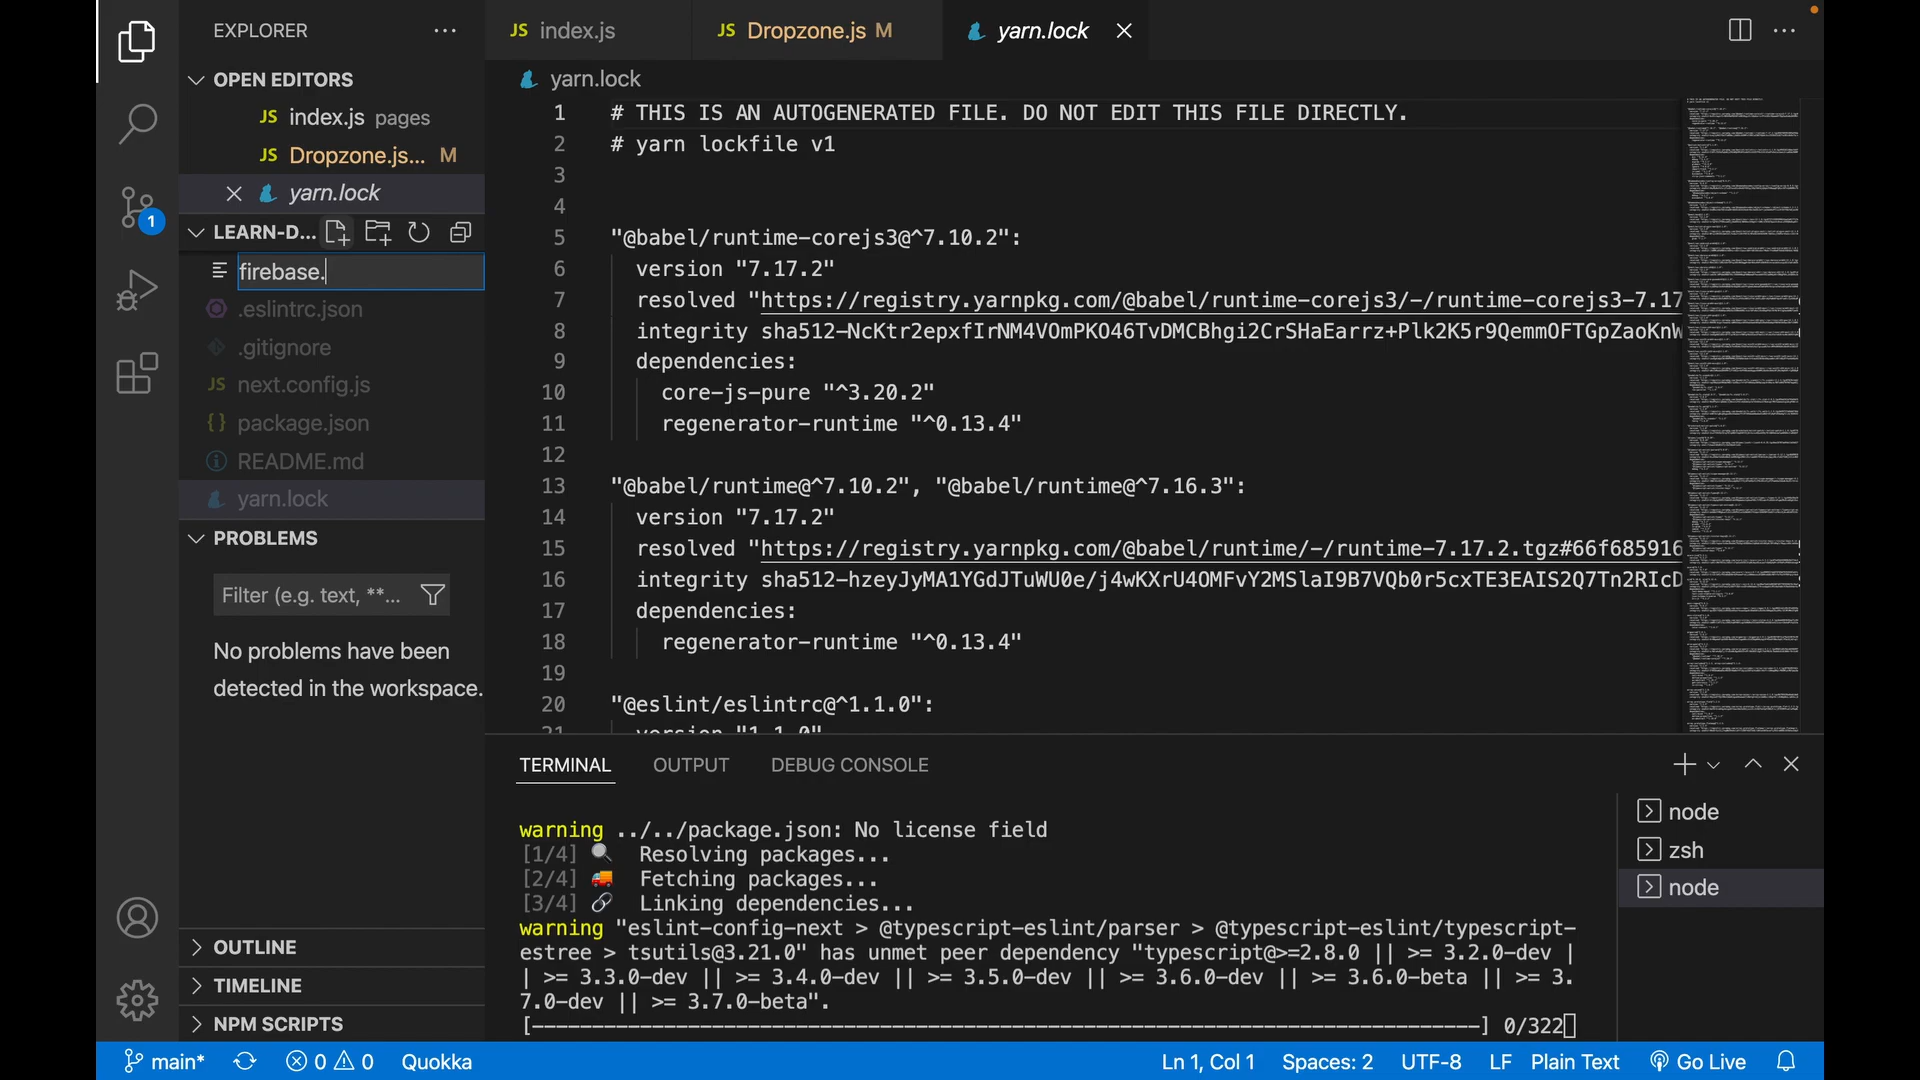 EXPLORER
OPEN EDITORS
JS index.js pages
JS Dropzone.js... M
yarn.lock
LEARN-D...
firebase.
.eslintrc.json
.gitignore
JS next.config.js
{} package.json
README.md
yarn.lock
PROBLEMS
Filter (e.g. text, **...
No problems have been
detected in the workspace.
OUTLINE
TIMELINE
NPM SCRIPTS
1
JS index.js
JS Dropzone.js M
yarn.lock
yarn.lock
1 # THIS IS AN AUTOGENERATED FILE. DO NOT EDIT THIS FILE DIRECTLY.
2 # yarn lockfile v1
3
4
5 "@babel/runtime-corejs3@^7.10.2":
6 version "7.17.2"
7 resolved "https://registry.yarnpkg.com/@babel/runtime-corejs3/-/runtime-corejs3-7.17
8 integrity sha512-NcKtr2epxfIrNM4VOmPKO46TvDMCBhgi2CrSHaEarrz+Plk2K5r9QemmOFTGpZaoKnW
9 dependencies:
10 core-js-pure "^3.20.2"
11 regenerator-runtime "^0.13.4"
12
13 "@babel/runtime@^7.10.2", "@babel/runtime@^7.16.3":
14 version "7.17.2"
15 resolved "https://registry.yarnpkg.com/@babel/runtime/-/runtime-7.17.2.tgz#66f685916
16 integrity sha512-hzeyJyMA1YGdJTuWU0e/j4wKXrU4OMFvY2MSlaI9B7VQb0r5cxTE3EAIS2Q7Tn2RIcD
17 dependencies:
18 regenerator-runtime "^0.13.4"
19
20 "@eslint/eslintrc@^1.1.0":
21 version "1.1.0"
TERMINAL OUTPUT DEBUG CONSOLE
warning ../../package.json: No license field
[1/4] 🔍 Resolving packages...
[2/4] 🚚 Fetching packages...
[3/4] 🔗 Linking dependencies...
warning "eslint-config-next > @typescript-eslint/parser > @typescript-eslint/typescript-
estree > tsutils@3.21.0" has unmet peer dependency "typescript@>=2.8.0 || >= 3.2.0-dev |
| >= 3.3.0-dev || >= 3.4.0-dev || >= 3.5.0-dev || >= 3.6.0-dev || >= 3.6.0-beta || >= 3.
7.0-dev || >= 3.7.0-beta".
[-------------------------------------------------------------------------------] 0/322
node
zsh
node
main* 0 0 Quokka Ln 1, Col 1 Spaces: 2 UTF-8 LF Plain Text Go Live